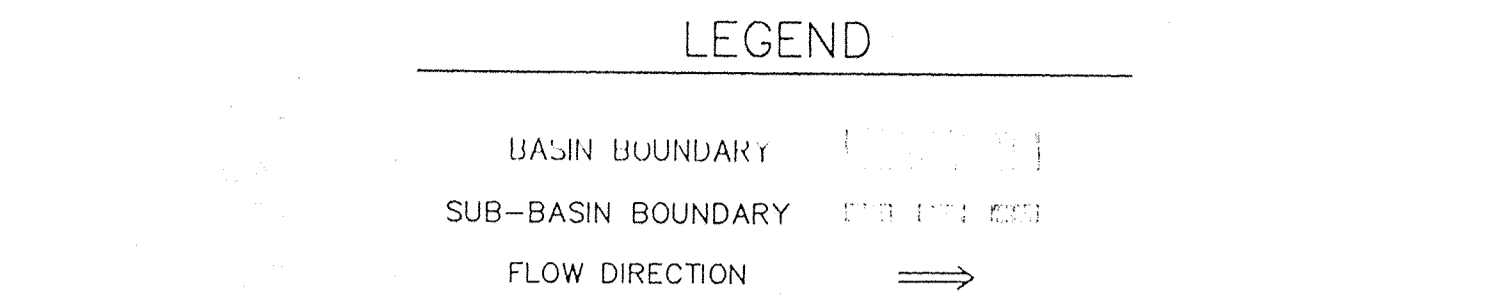 LEGEND
BASIN BOUNDARY
SUB-BASIN BOUNDARY
FLOW DIRECTION